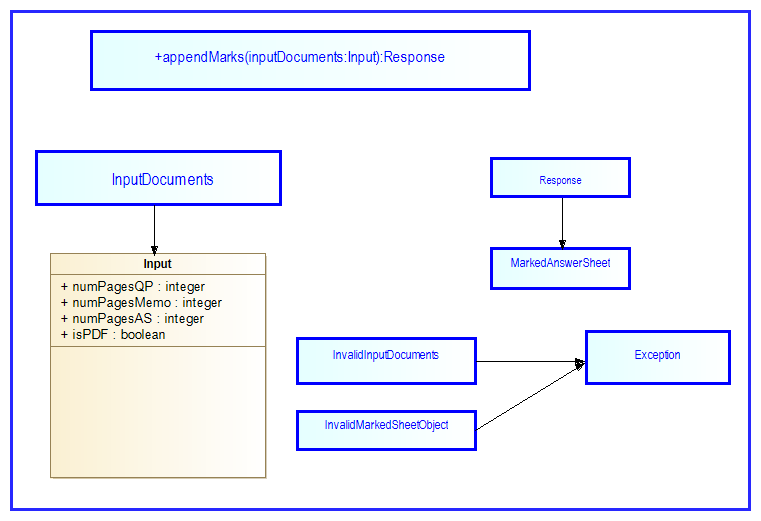 +appendMarks(inputDocuments:Input):Response
InputDocuments
Response
Input
MarkedAnswerSheet
+ numPagesQP : integer
+ numPagesMemo : integer
+ numPagesAS : integer
+ isPDF : boolean
InvalidInputDocuments
Exception
InvalidMarkedSheetObject